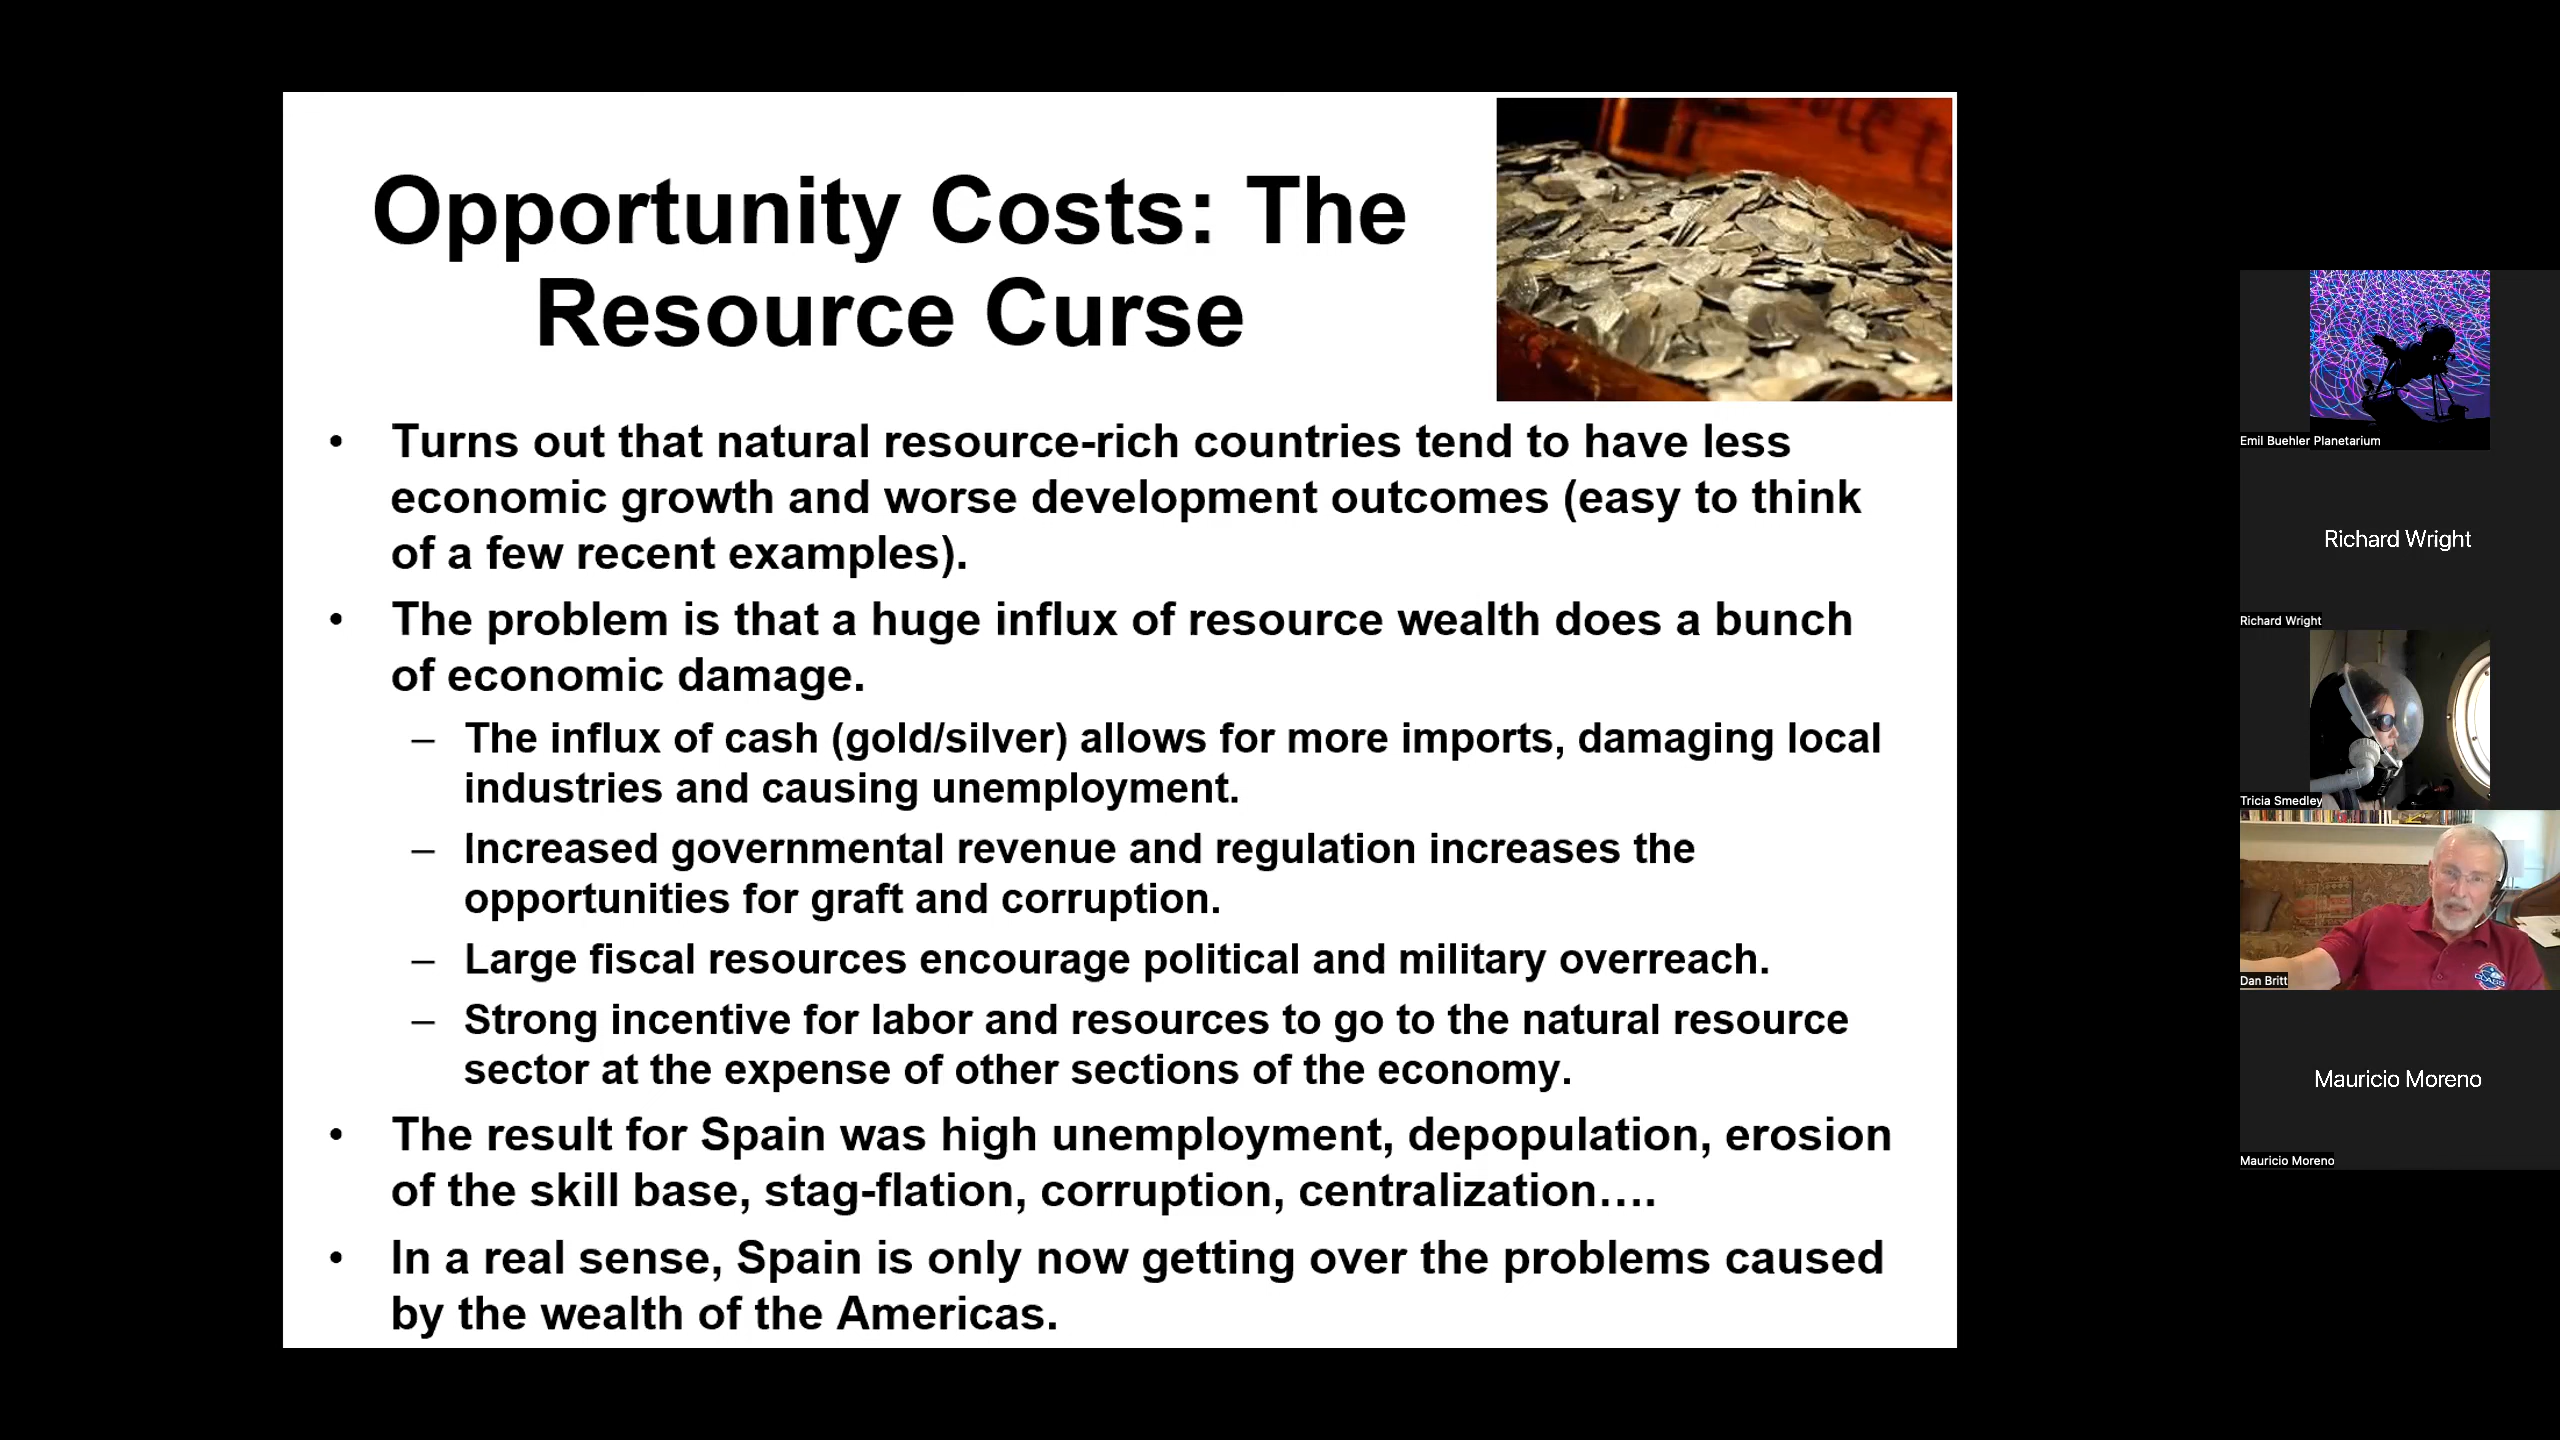 Opportunity Costs: The
Resource Curse
• Turns out that natural resource-rich countries tend to have less
economic growth and worse development outcomes (easy to think
of a few recent examples).
• The problem is that a huge influx of resource wealth does a bunch
of economic damage.
– The influx of cash (gold/silver) allows for more imports, damaging local
industries and causing unemployment.
– Increased governmental revenue and regulation increases the
opportunities for graft and corruption.
– Large fiscal resources encourage political and military overreach.
– Strong incentive for labor and resources to go to the natural resource
sector at the expense of other sections of the economy.
• The result for Spain was high unemployment, depopulation, erosion
of the skill base, stag-flation, corruption, centralization….
• In a real sense, Spain is only now getting over the problems caused
by the wealth of the Americas.
Emil Buehler Planetarium
Richard Wright
Richard Wright
Tricia Smedley
Dan Britt
Mauricio Moreno
Mauricio Moreno